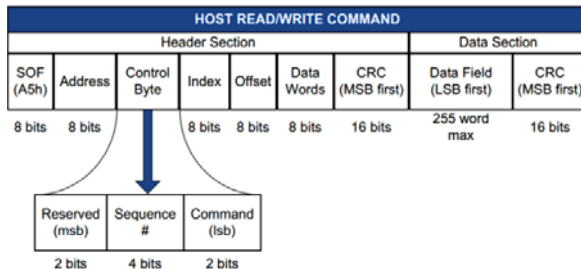 HOST READ/WRITE COMMAND
Header Section
Data Section
SOF
(A5h)
Address
Control
Byte
Index
Offset
Data
Words
CRC
(MSB first)
Data Field
(LSB first)
CRC
(MSB first)
8 bits
8 bits
8 bits
8 bits
8 bits
16 bits
255 word
max
16 bits
Reserved
(msb)
Sequence
#
Command
(lsb)
2 bits
4 bits
2 bits